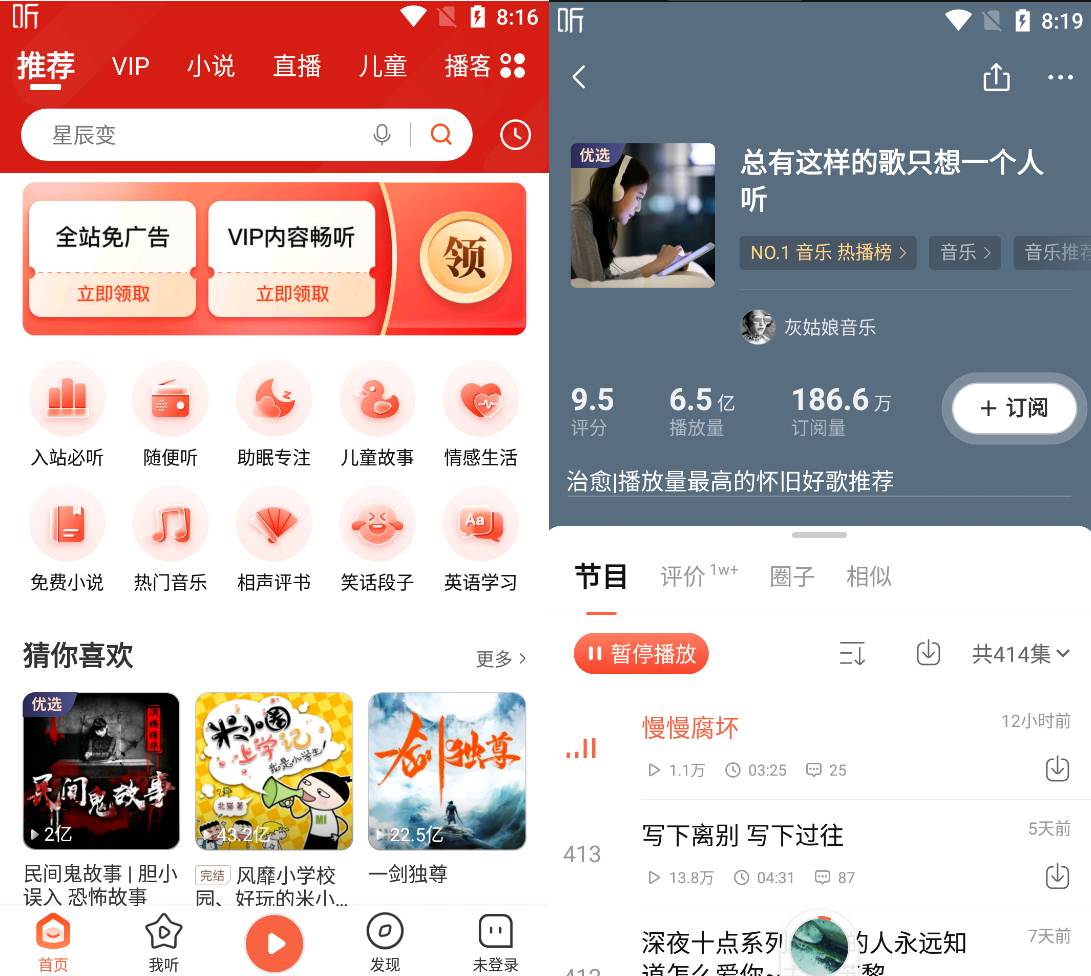 听
8:16
推荐
VIP
小说
直播
儿童
播客
星辰变
全站免广告
立即领取
VIP内容畅听
立即领取
领
入站必听
随便听
助眠专注
儿童故事
情感生活
免费小说
热门音乐
相声评书
笑话段子
Aa
英语学习
猜你喜欢
更多
优选
民间鬼故事
2亿
民间鬼故事 | 胆小
误入 恐怖故事
米小圈
上学记
我是小学生!
北猫 著
MI
43.2亿
完结 风靡小学校
园、好玩的米小...
一剑独尊
22.5亿
一剑独尊
首页
我听
发现
未登录
听
8:19
优选
总有这样的歌只想一个人
听
NO.1 音乐 热播榜
音乐
音乐推荐
灰姑娘音乐
9.5
评分
6.5亿
播放量
186.6万
订阅量
+ 订阅
治愈|播放量最高的怀旧好歌推荐
节目
评价 1w+
圈子
相似
暂停播放
共414集
慢慢腐坏
12小时前
1.1万
03:25
25
413
写下离别 写下过往
5天前
13.8万
04:31
87
412
深夜十点系列
的人永远知
7天前
道怎么爱你